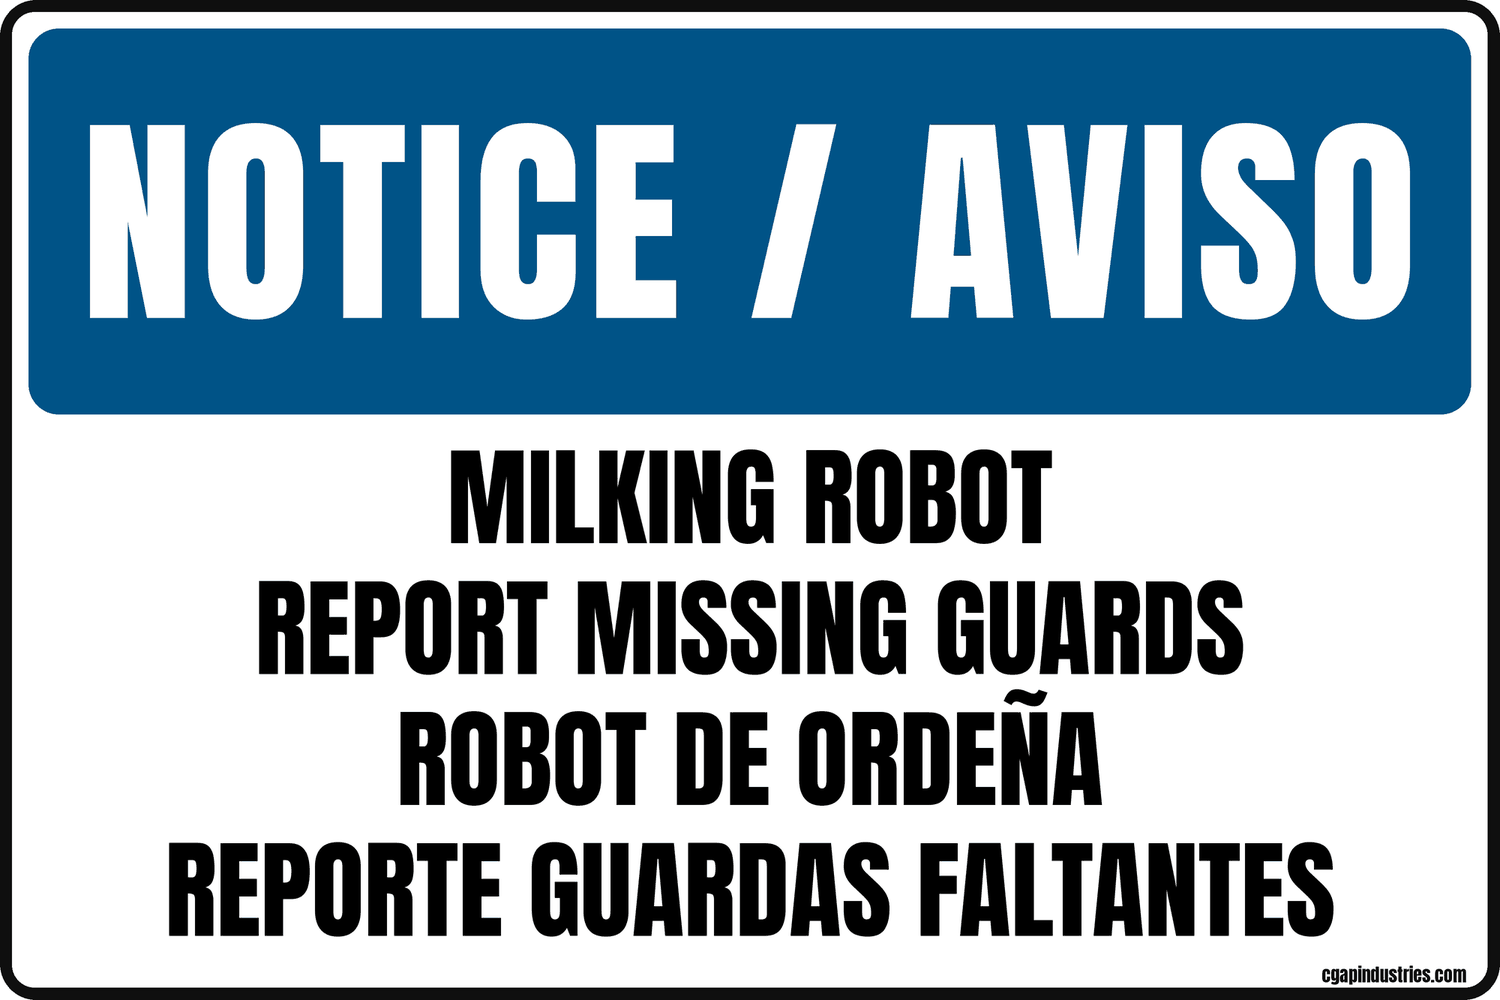 NOTICE / AVISO
MILKING ROBOT
REPORT MISSING GUARDS
ROBOT DE ORDEÑA
REPORTE GUARDAS FALTANTES
cgapindustries.com